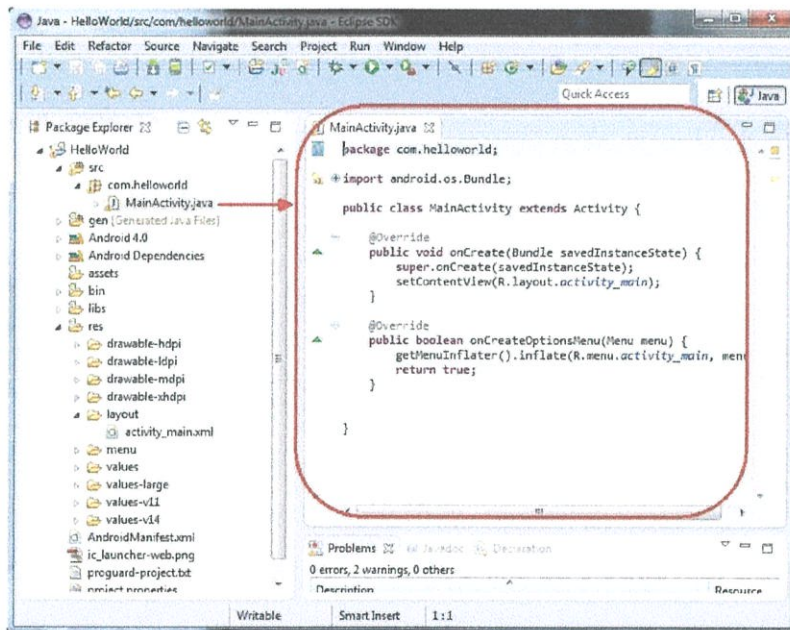 Java - HelloWorld/src/com/helloworld/MainActivity.java - Eclipse SDK
File Edit Refactor Source Navigate Search Project Run Window Help
Quick Access
Java
Package Explorer
HelloWorld
src
com.helloworld
MainActivity.java
gen [Generated Java Files]
Android 4.0
Android Dependencies
assets
bin
libs
res
drawable-hdpi
drawable-ldpi
drawable-mdpi
drawable-xhdpi
layout
activity_main.xml
menu
values
values-large
values-v11
values-v14
AndroidManifest.xml
ic_launcher-web.png
proguard-project.txt
project.properties
MainActivity.java
package com.helloworld;
import android.os.Bundle;
public class MainActivity extends Activity {
@Override
public void onCreate(Bundle savedInstanceState) {
super.onCreate(savedInstanceState);
setContentView(R.layout.activity_main);
}
@Override
public boolean onCreateOptionsMenu(Menu menu) {
getMenuInflater().inflate(R.menu.activity_main, menu
return true;
}
}
Problems Javadoc Declaration
0 errors, 2 warnings, 0 others
Description Resource
Writable Smart Insert 1:1